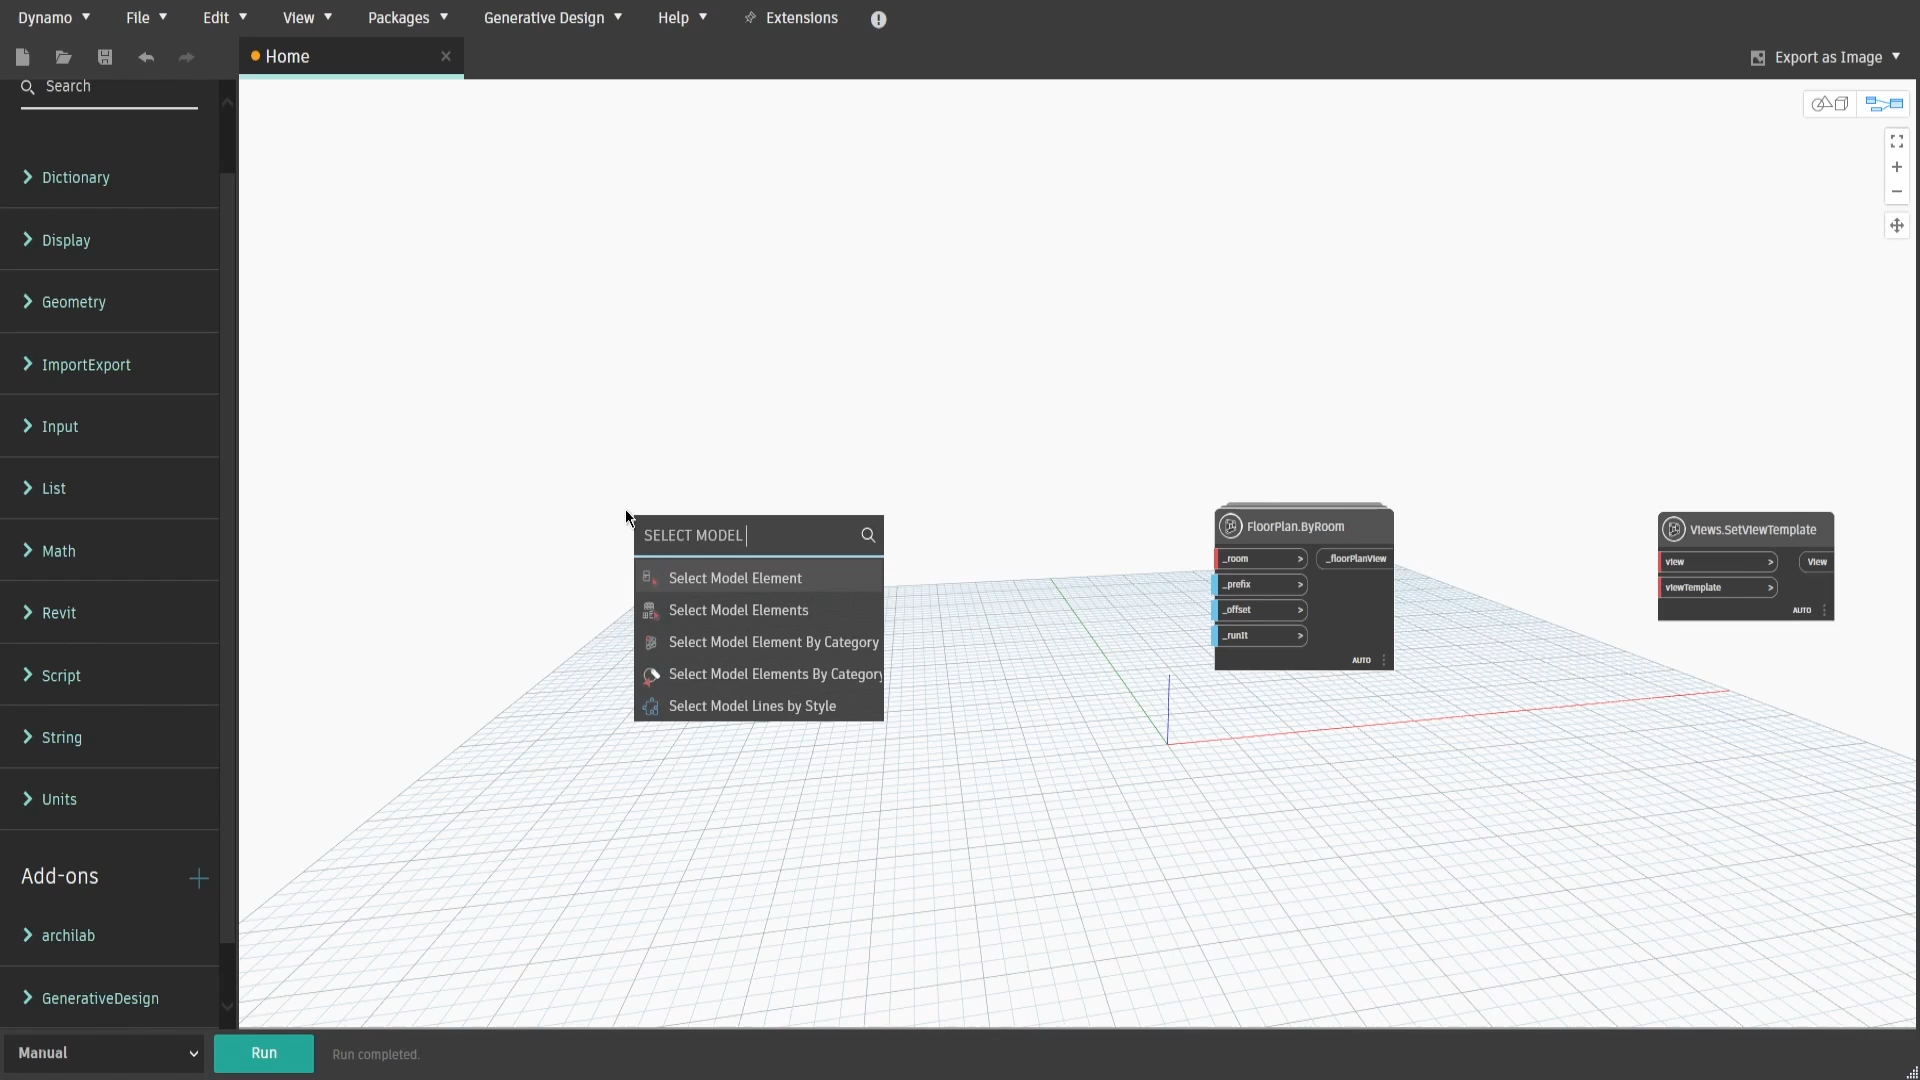 Dynamo File Edit View Packages Generative Design Help Extensions
Home
Export as Image
Search
Dictionary
Display
Geometry
ImportExport
Input
List
Math
Revit
Script
String
Units
Add-ons
archilab
GenerativeDesign
SELECT MODEL
Select Model Element
Select Model Elements
Select Model Element By Category
Select Model Elements By Category
Select Model Lines by Style
FloorPlan.ByRoom
_room > _floorPlanView
_prefix >
_offset >
_runIt >
AUTO
Views.SetViewTemplate
view > View
viewTemplate >
AUTO
Manual
Run
Run completed.